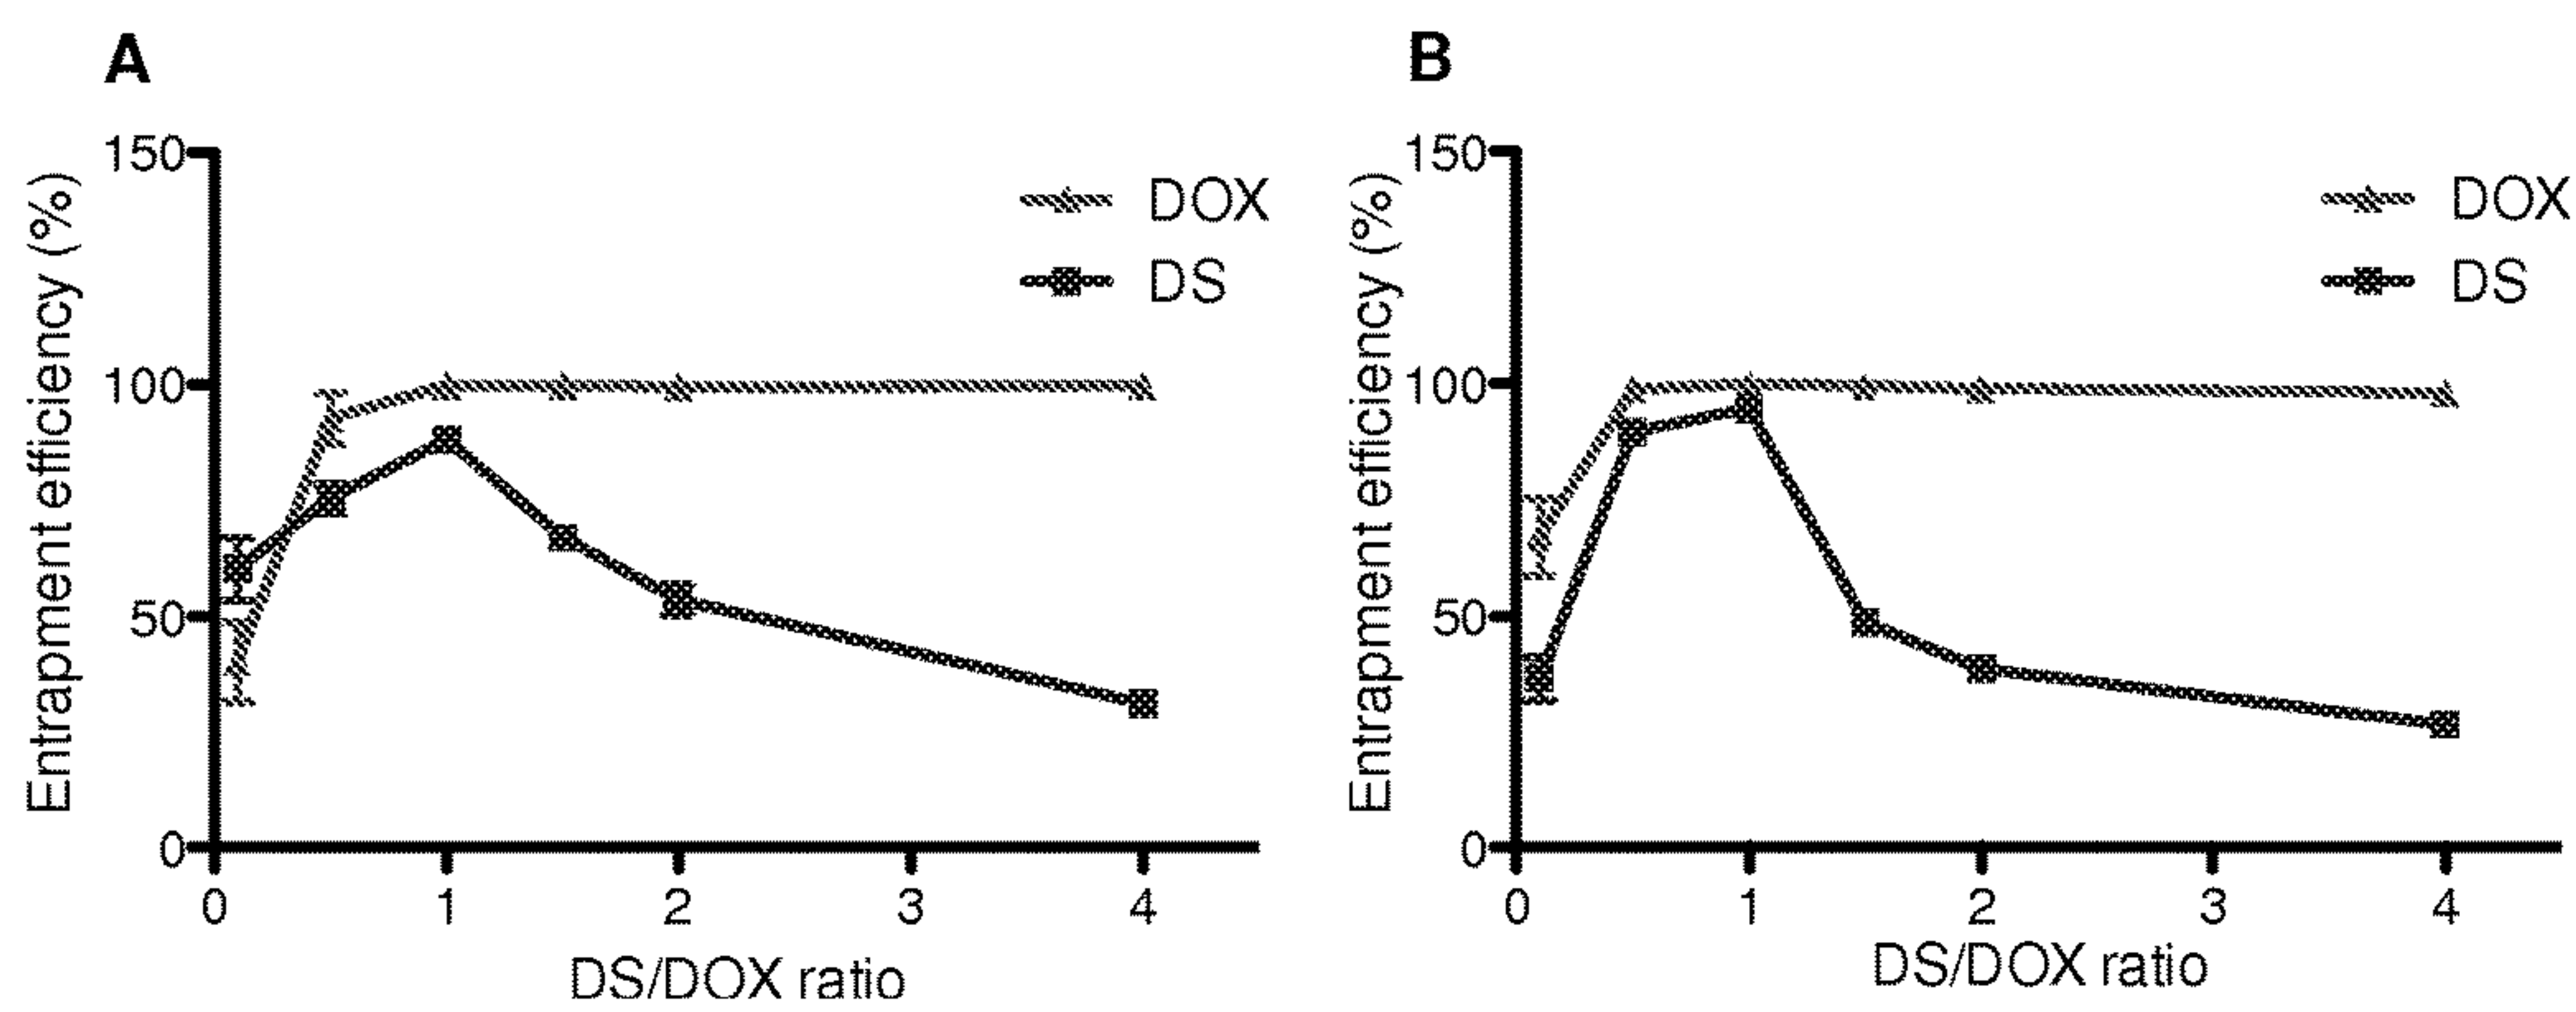 A
150
100
50
0
Entrapment efficiency (%)
DOX
DS
0 1 2 3 4
DS/DOX ratio
B
150
100
50
0
Entrapment efficiency (%)
DOX
DS
0 1 2 3 4
DS/DOX ratio